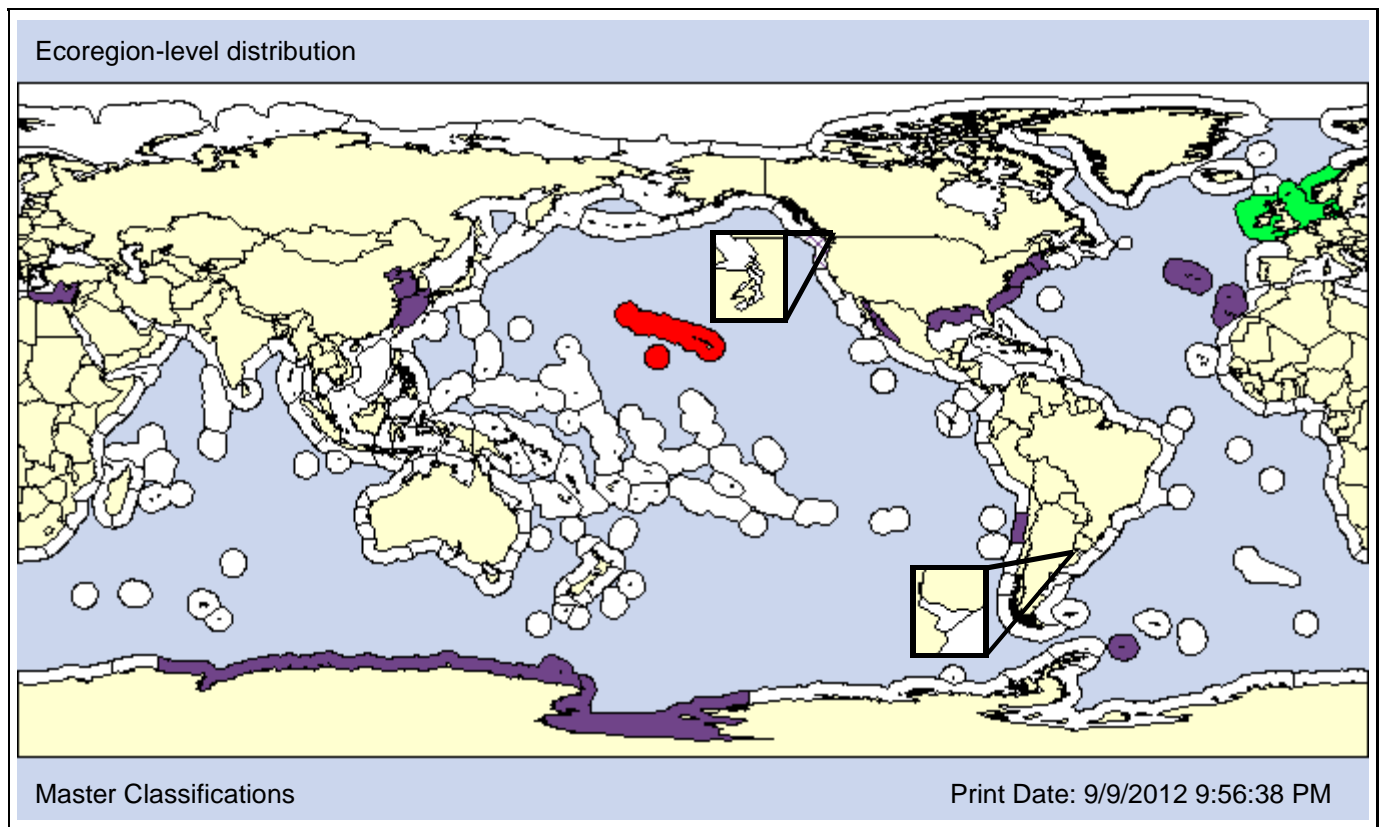 Ecoregion-level distribution
Master Classifications
Print Date: 9/9/2012 9:56:38 PM